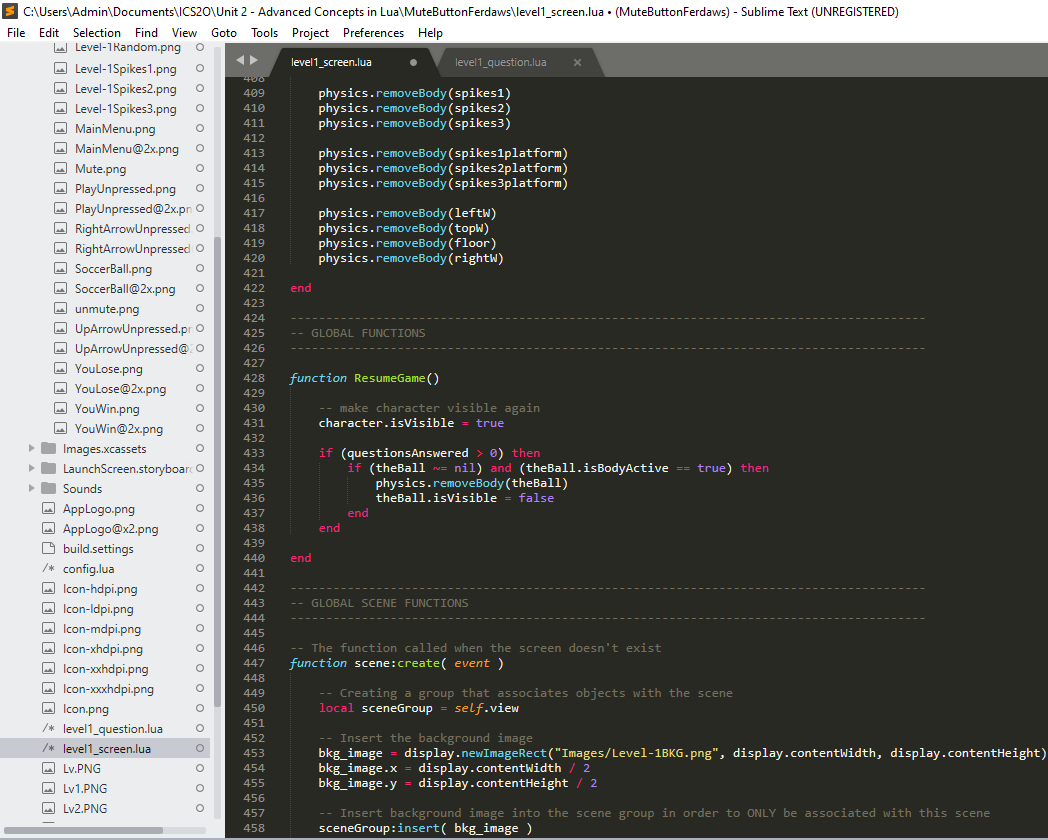 C:\Users\Admin\Documents\ICS2O\Unit 2 - Advanced Concepts in Lua\MuteButtonFerdaws\level1_screen.lua • (MuteButtonFerdaws) - Sublime Text (UNREGISTERED)
File Edit Selection Find View Goto Tools Project Preferences Help
Level-1Random.png
Level-1Spikes1.png
Level-1Spikes2.png
Level-1Spikes3.png
MainMenu.png
MainMenu@2x.png
Mute.png
PlayUnpressed.png
PlayUnpressed@2x.pn
RightArrowUnpressed
RightArrowUnpressed
SoccerBall.png
SoccerBall@2x.png
unmute.png
UpArrowUnpressed.pr
UpArrowUnpressed@
YouLose.png
YouLose@2x.png
YouWin.png
YouWin@2x.png
Images.xcassets
LaunchScreen.storyboard
Sounds
AppLogo.png
AppLogo@x2.png
build.settings
/* config.lua
Icon-hdpi.png
Icon-ldpi.png
Icon-mdpi.png
Icon-xhdpi.png
Icon-xxhdpi.png
Icon-xxxhdpi.png
Icon.png
/* level1_question.lua
/* level1_screen.lua
Lv.PNG
Lv1.PNG
Lv2.PNG
level1_screen.lua
level1_question.lua
408
409 physics.removeBody(spikes1)
410 physics.removeBody(spikes2)
411 physics.removeBody(spikes3)
412
413 physics.removeBody(spikes1platform)
414 physics.removeBody(spikes2platform)
415 physics.removeBody(spikes3platform)
416
417 physics.removeBody(leftW)
418 physics.removeBody(topW)
419 physics.removeBody(floor)
420 physics.removeBody(rightW)
421
422 end
423
424 -----------------------------------------------------------------------------------------
425 -- GLOBAL FUNCTIONS
426 -----------------------------------------------------------------------------------------
427
428 function ResumeGame()
429
430 -- make character visible again
431 character.isVisible = true
432
433 if (questionsAnswered > 0) then
434 if (theBall ~= nil) and (theBall.isBodyActive == true) then
435 physics.removeBody(theBall)
436 theBall.isVisible = false
437 end
438 end
439
440 end
441
442 -----------------------------------------------------------------------------------------
443 -- GLOBAL SCENE FUNCTIONS
444 -----------------------------------------------------------------------------------------
445
446 -- The function called when the screen doesn't exist
447 function scene:create( event )
448
449 -- Creating a group that associates objects with the scene
450 local sceneGroup = self.view
451
452 -- Insert the background image
453 bkg_image = display.newImageRect("Images/Level-1BKG.png", display.contentWidth, display.contentHeight)
454 bkg_image.x = display.contentWidth / 2
455 bkg_image.y = display.contentHeight / 2
456
457 -- Insert background image into the scene group in order to ONLY be associated with this scene
458 sceneGroup:insert( bkg_image )